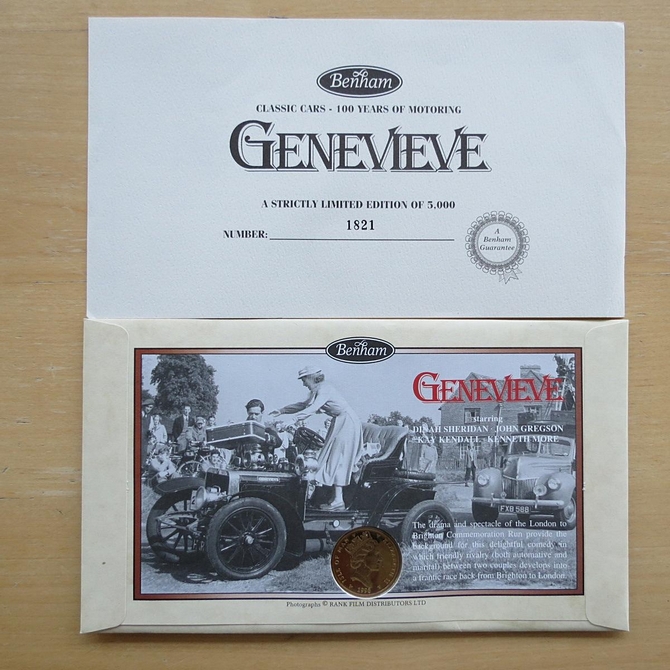 Benham
CLASSIC CARS - 100 YEARS OF MOTORING
GENEVIEVE
A STRICTLY LIMITED EDITION OF 5,000
1821
NUMBER:
A
Benham
Guarantee
Benham
GENEVIEVE
starring
DINAH SHERIDAN · JOHN GREGSON
KAY KENDALL · KENNETH MORE
FXB 588
The drama and spectacle of the London to
Brighton Commemoration Run provide the
background for this delightful comedy in
which friendly rivalry (both automative and
marital) between two couples develops into
a frantic race back from Brighton to London.
Photographs © RANK FILM DISTRIBUTORS LTD